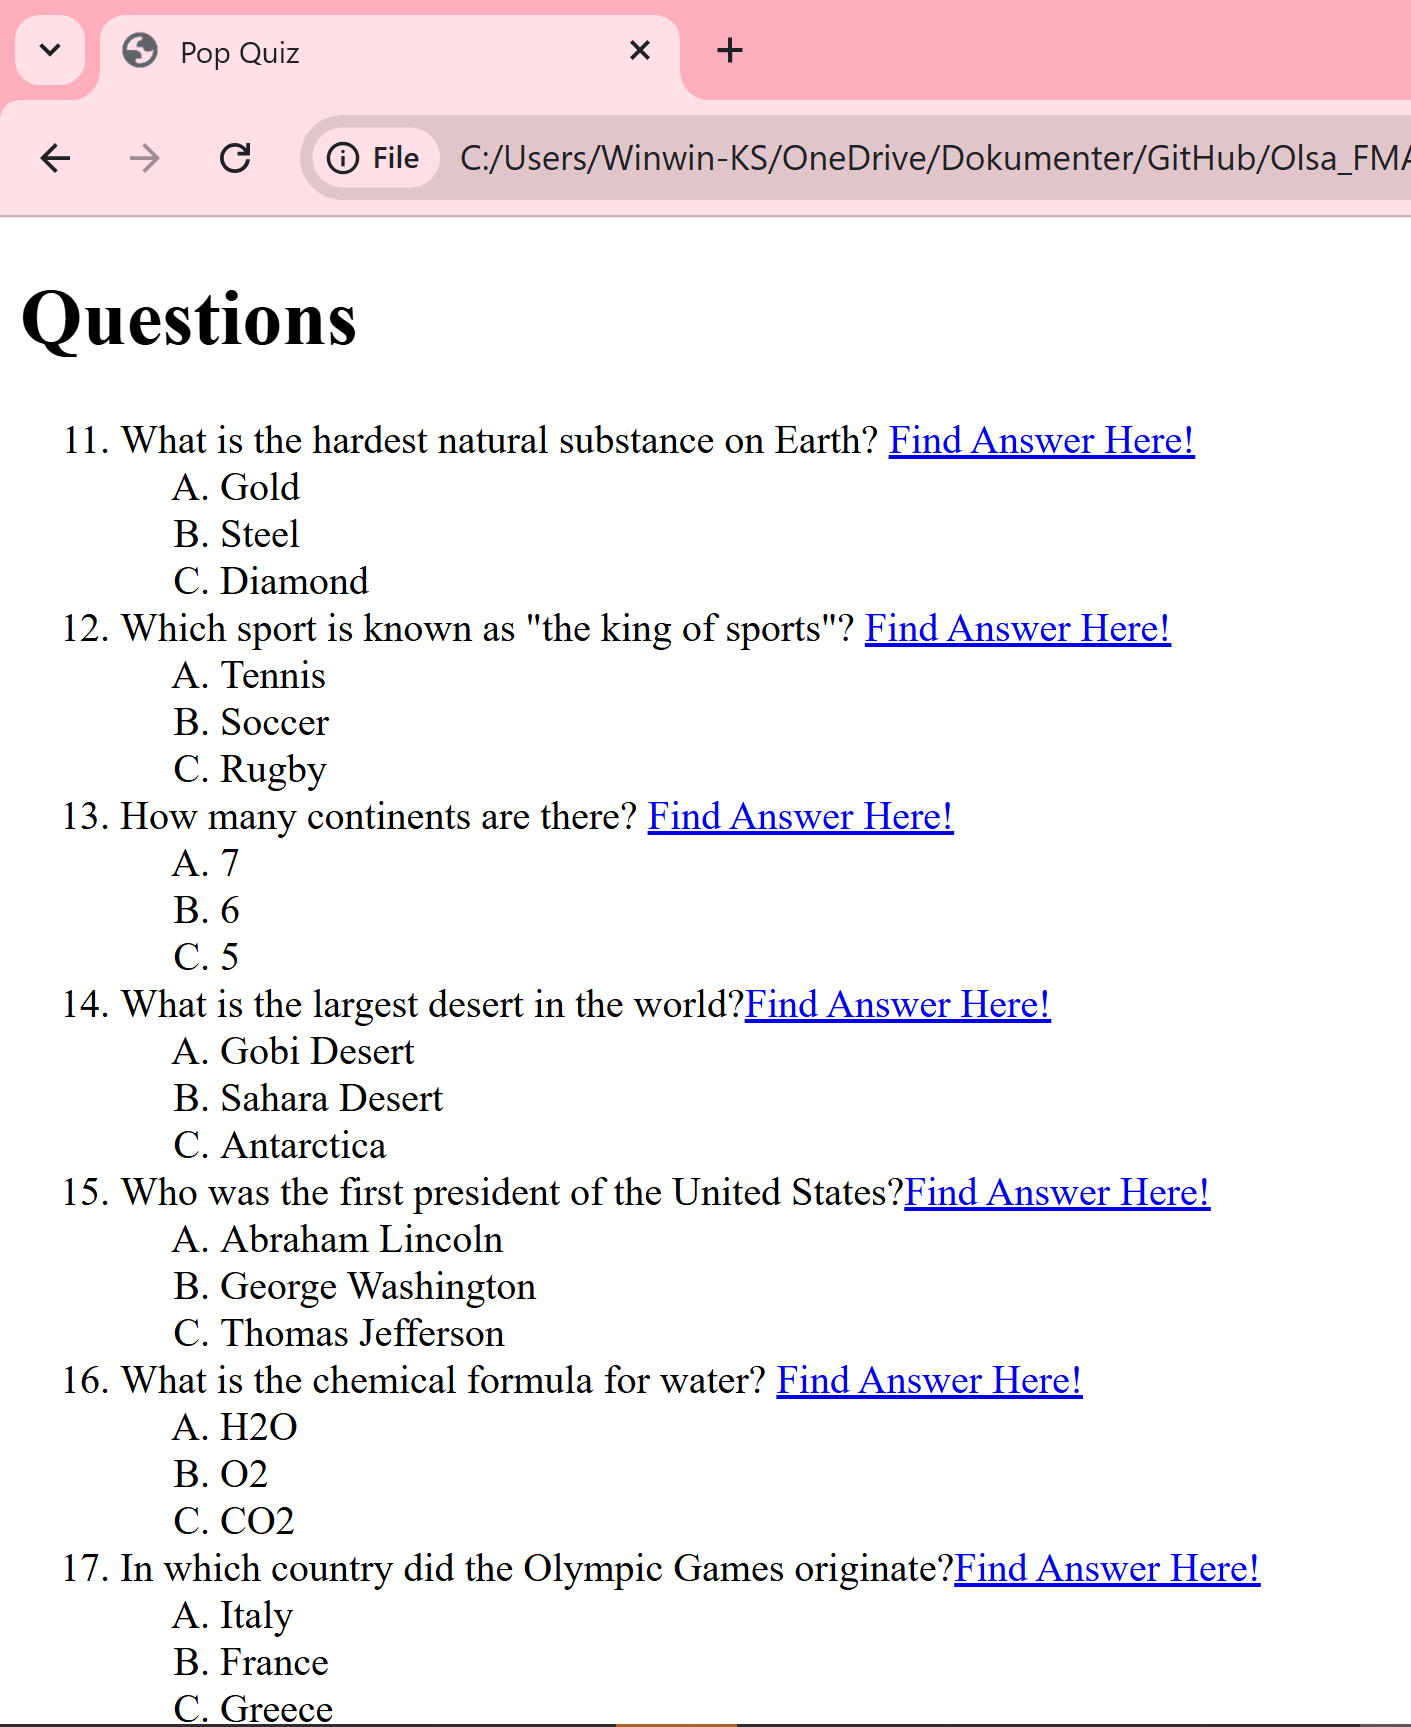 Pop Quiz
File C:/Users/Winwin-KS/OneDrive/Dokumenter/GitHub/Olsa_FMA
Questions
11. What is the hardest natural substance on Earth? Find Answer Here!
A. Gold
B. Steel
C. Diamond
12. Which sport is known as "the king of sports"? Find Answer Here!
A. Tennis
B. Soccer
C. Rugby
13. How many continents are there? Find Answer Here!
A. 7
B. 6
C. 5
14. What is the largest desert in the world?Find Answer Here!
A. Gobi Desert
B. Sahara Desert
C. Antarctica
15. Who was the first president of the United States?Find Answer Here!
A. Abraham Lincoln
B. George Washington
C. Thomas Jefferson
16. What is the chemical formula for water? Find Answer Here!
A. H2O
B. O2
C. CO2
17. In which country did the Olympic Games originate?Find Answer Here!
A. Italy
B. France
C. Greece